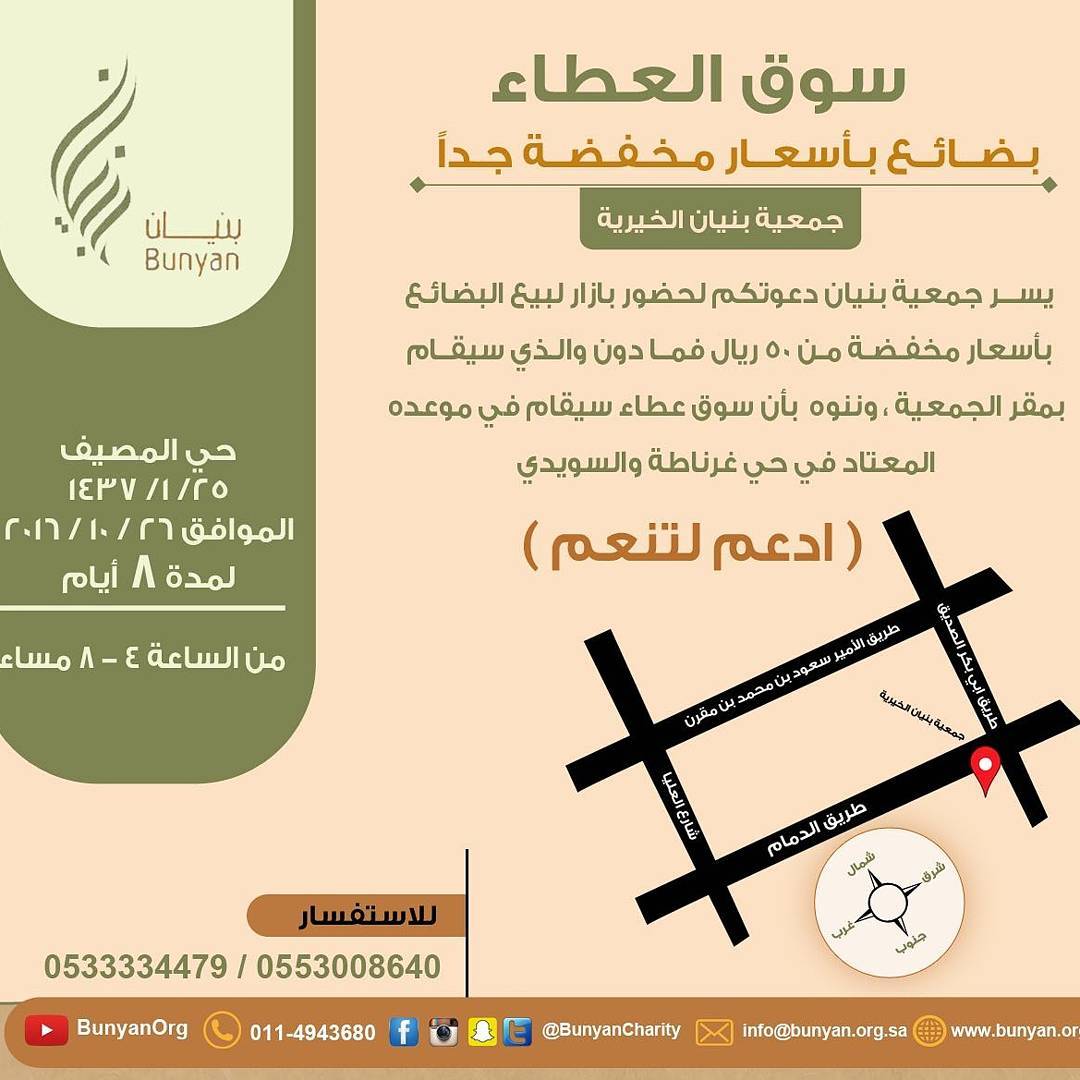 سوق العطاء
بضائع بأسعار مخفضة جداً
جمعية بنيان الخيرية
يسر جمعية بنيان دعوتكم لحضور بازار لبيع البضائع
بأسعار مخفضة من ٥٠ ريال فما دون والذي سيقام
بمقر الجمعية ، وننوه بأن سوق عطاء سيقام في موعده
المعتاد في حي غرناطة والسويدي
( ادعم لتنعم )
بنيان
Bunyan
حي المصيف
١٤٣٧ /١ /٢٥
الموافق ٢٦ / ١٠ / ٢٠١٦
لمدة ٨ أيام
من الساعة ٤ - ٨ مساء
طريق الأمير سعود بن محمد بن مقرن
طريق ابي بكر الصديق
جمعية بنيان الخيرية
شارع العليا
طريق الدمام
شمال
شرق
غرب
جنوب
للاستفسار
0533334479 / 0553008640
BunyanOrg
011-4943680
@BunyanCharity
info@bunyan.org.sa
www.bunyan.or